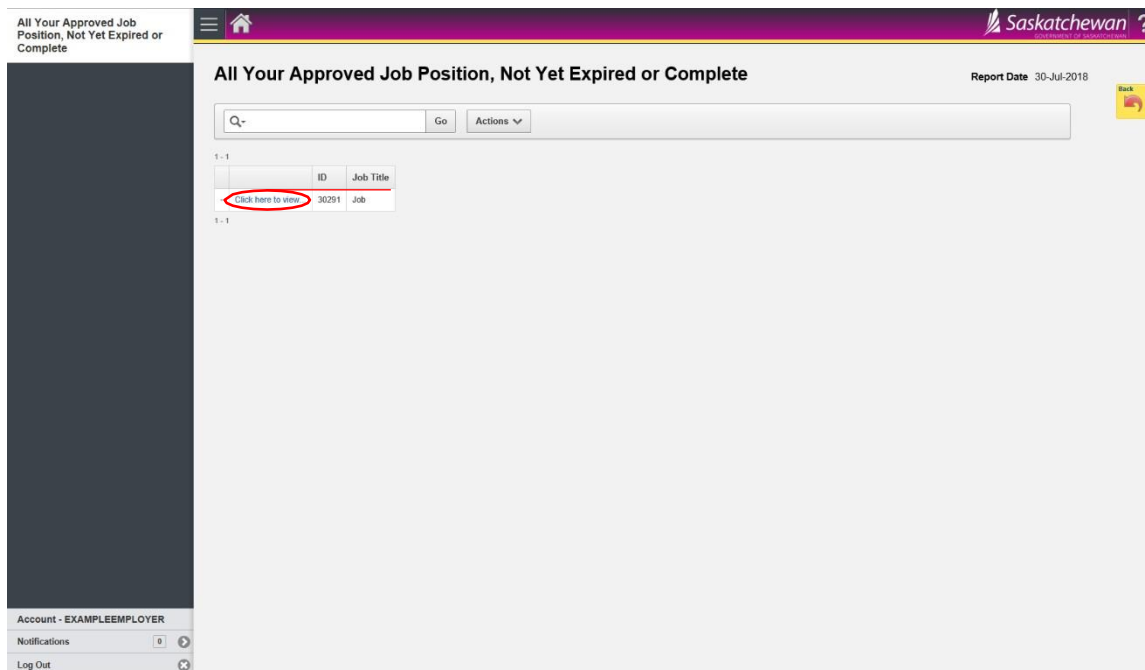 All Your Approved Job
Position, Not Yet Expired or
Complete
Saskatchewan ?
GOVERNMENT OF SASKATCHEWAN
All Your Approved Job Position, Not Yet Expired or Complete
Report Date 30-Jul-2018
Back
Go Actions
1 - 1
ID Job Title
Click here to view 30291 Job
1 - 1
Account - EXAMPLEEMPLOYER
Notifications 0
Log Out